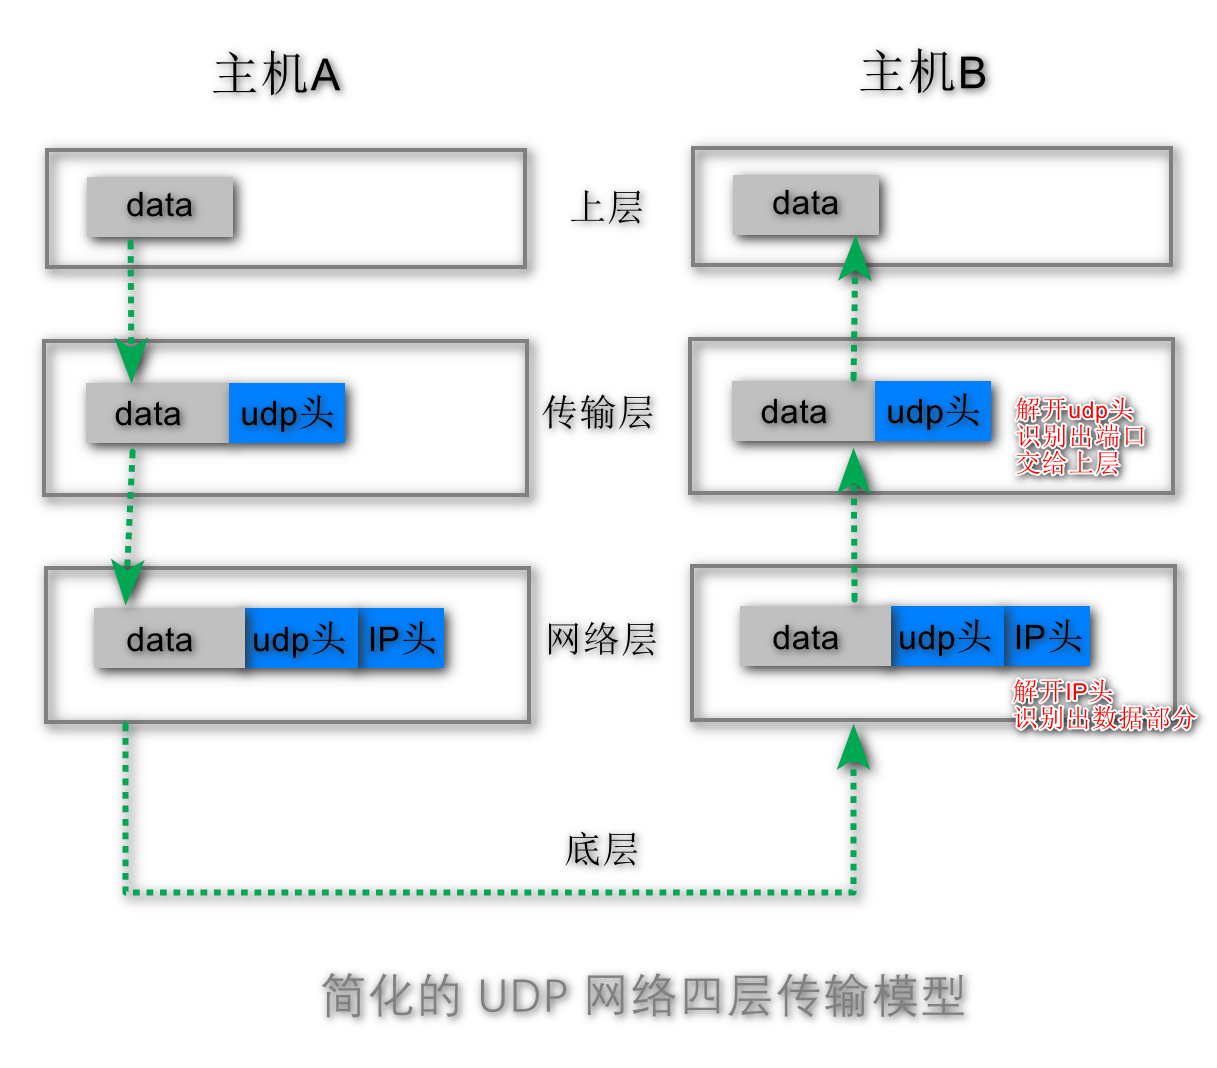 主机A
主机B
data
上层
data
data
udp头
传输层
data
udp头
解开udp头
识别出端口
交给上层
data
udp头
IP头
网络层
data
udp头
IP头
解开IP头
识别出数据部分
底层
简化的 UDP 网络四层传输模型